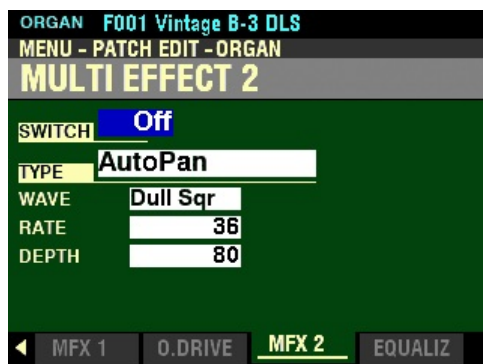 ORGAN F001 Vintage B-3 DLS
MENU - PATCH EDIT - ORGAN
MULTI EFFECT 2
SWITCH Off
TYPE AutoPan
WAVE Dull Sqr
RATE 36
DEPTH 80
MFX 1 O.DRIVE MFX 2 EQUALIZ